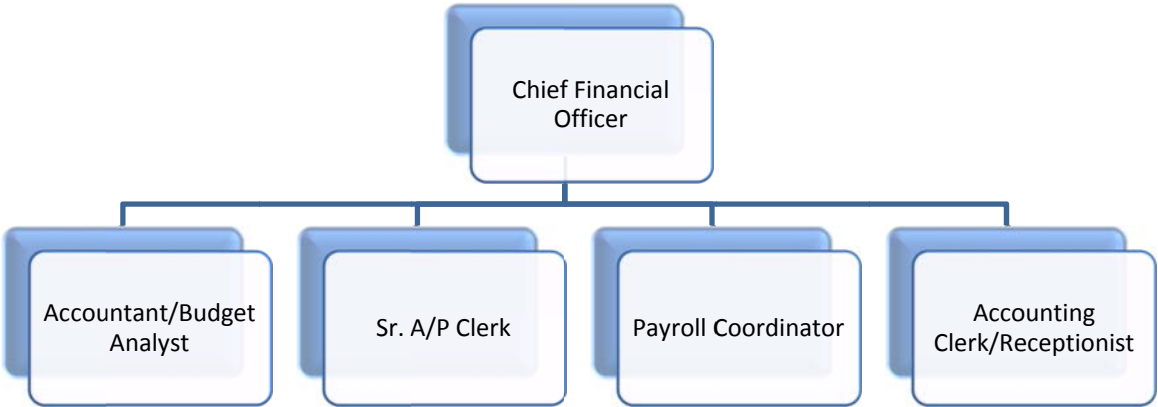 Chief Financial
Officer
Accountant/Budget
Analyst
Sr. A/P Clerk
Payroll Coordinator
Accounting
Clerk/Receptionist